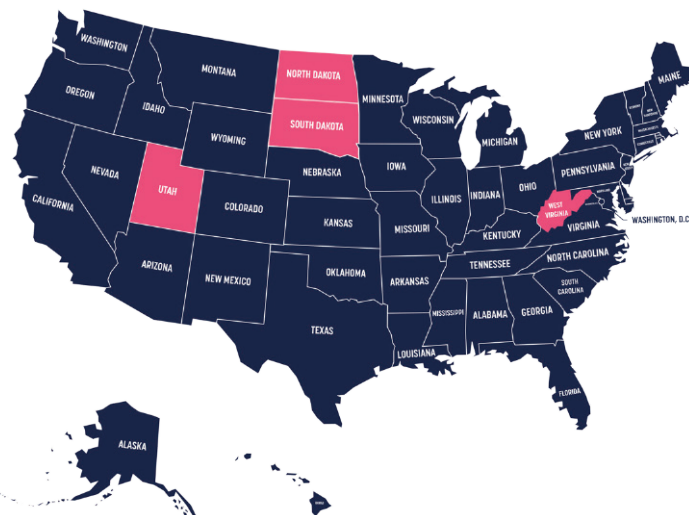 WASHINGTON
MONTANA
NORTH DAKOTA
MINNESOTA
MAINE
OREGON
IDAHO
SOUTH DAKOTA
WISCONSIN
WYOMING
MICHIGAN
NEW YORK
NEVADA
UTAH
NEBRASKA
IOWA
PENNSYLVANIA
COLORADO
ILLINOIS
INDIANA
OHIO
CALIFORNIA
KANSAS
MISSOURI
WEST
VIRGINIA
KENTUCKY
VIRGINIA
WASHINGTON, D.C
ARIZONA
NEW MEXICO
OKLAHOMA
TENNESSEE
NORTH CAROLINA
ARKANSAS
SOUTH
CAROLINA
TEXAS
MISSISSIPPI
ALABAMA
GEORGIA
LOUISIANA
FLORIDA
ALASKA